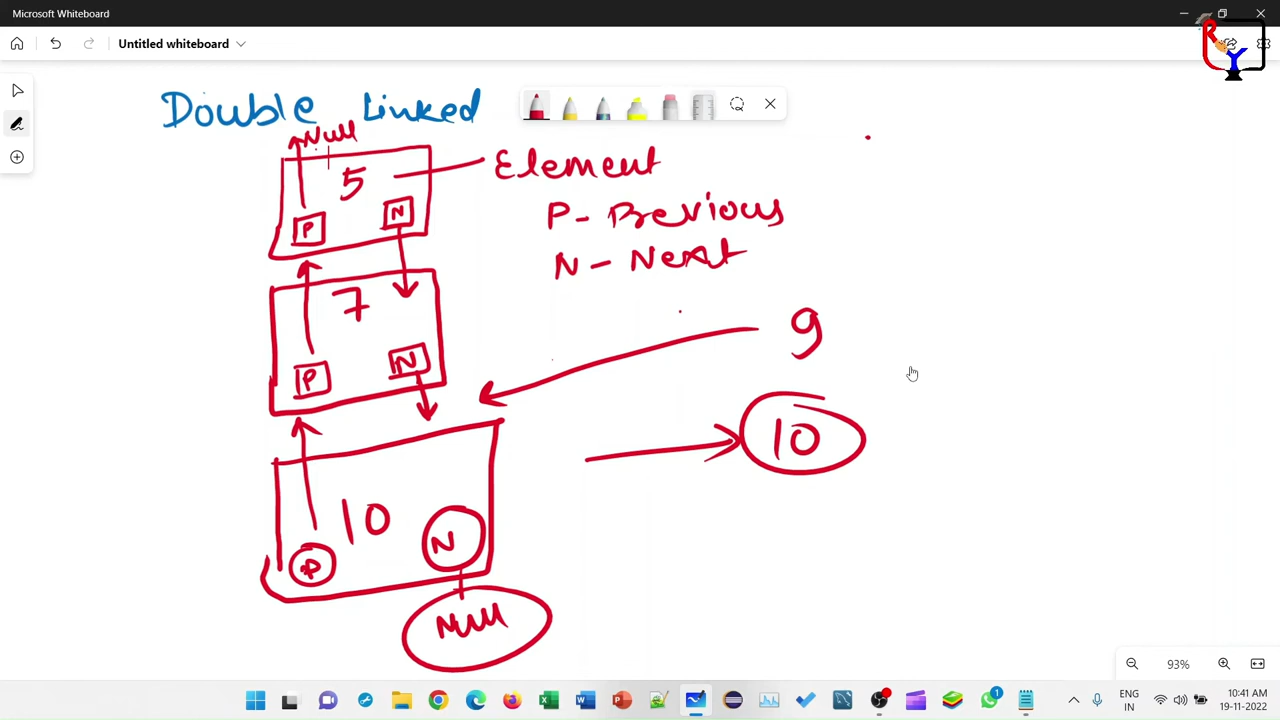 Microsoft Whiteboard
Untitled whiteboard
R
Y
Double Linked
Null
5
Element
P
N
P - Previous
N - Next
7
9
P
N
10
10
P
N
Null
93%
1
ENG
IN
10:41 AM
19-11-2022